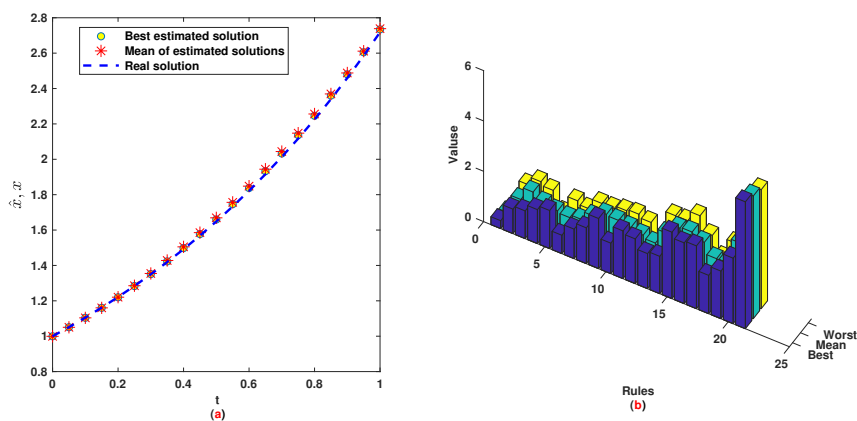 2.8
2.6
2.4
2.2
2
1.8
1.6
1.4
1.2
1
0.8
x̂, x
Best estimated solution
Mean of estimated solutions
Real solution
0 0.2 0.4 0.6 0.8 1
t
(a)
6
4
2
0
Valuse
0
5
10
15
20
25
Worst
Mean
Best
Rules
(b)